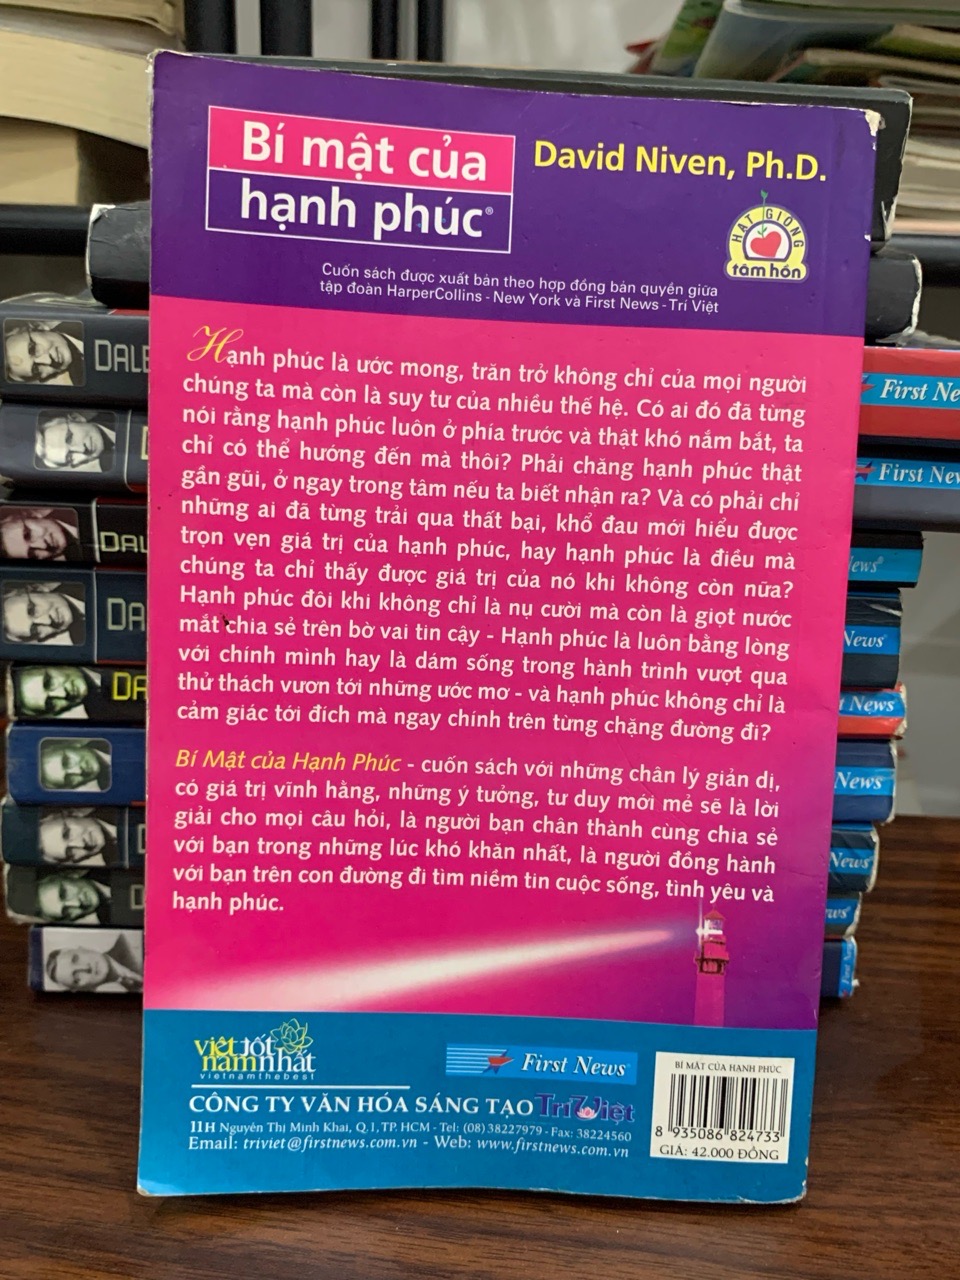 Bí mật của
hạnh phúc®
David Niven, Ph.D.
HẠT GIỐNG
tâm hồn
Cuốn sách được xuất bản theo hợp đồng bản quyền giữa
tập đoàn HarperCollins - New York và First News - Trí Việt
Hạnh phúc là ước mong, trăn trở không chỉ của mọi người
chúng ta mà còn là suy tư của nhiều thế hệ. Có ai đó đã từng
nói rằng hạnh phúc luôn ở phía trước và thật khó nắm bắt, ta
chỉ có thể hướng đến mà thôi? Phải chăng hạnh phúc thật
gần gũi, ở ngay trong tâm nếu ta biết nhận ra? Và có phải chỉ
những ai đã từng trải qua thất bại, khổ đau mới hiểu được
trọn vẹn giá trị của hạnh phúc, hay hạnh phúc là điều mà
chúng ta chỉ thấy được giá trị của nó khi không còn nữa?
Hạnh phúc đôi khi không chỉ là nụ cười mà còn là giọt nước
mắt chia sẻ trên bờ vai tin cậy - Hạnh phúc là luôn bằng lòng
với chính mình hay là dám sống trong hành trình vượt qua
thử thách vươn tới những ước mơ - và hạnh phúc không chỉ là
cảm giác tới đích mà ngay chính trên từng chặng đường đi?
Bí Mật của Hạnh Phúc - cuốn sách với những chân lý giản dị,
có giá trị vĩnh hằng, những ý tưởng, tư duy mới mẻ sẽ là lời
giải cho mọi câu hỏi, là người bạn chân thành cùng chia sẻ
với bạn trong những lúc khó khăn nhất, là người đồng hành
với bạn trên con đường đi tìm niềm tin cuộc sống, tình yêu và
hạnh phúc.
việt tốt
nam nhất
vietnamthebest
First News®
CÔNG TY VĂN HÓA SÁNG TẠO Trí Việt
11H Nguyễn Thị Minh Khai, Q.1, TP. HCM - Tel: (08) 38227979 - Fax: 38224560
Email: triviet@firstnews.com.vn - Web: www.firstnews.com.vn
BÍ MẬT CỦA HẠNH PHÚC
8 935086 824733
GIÁ: 42.000 ĐỒNG
DALE
DAL
DA
DA
First Ne
First New
ews®
News®
News
News®
News®
ws®
First New